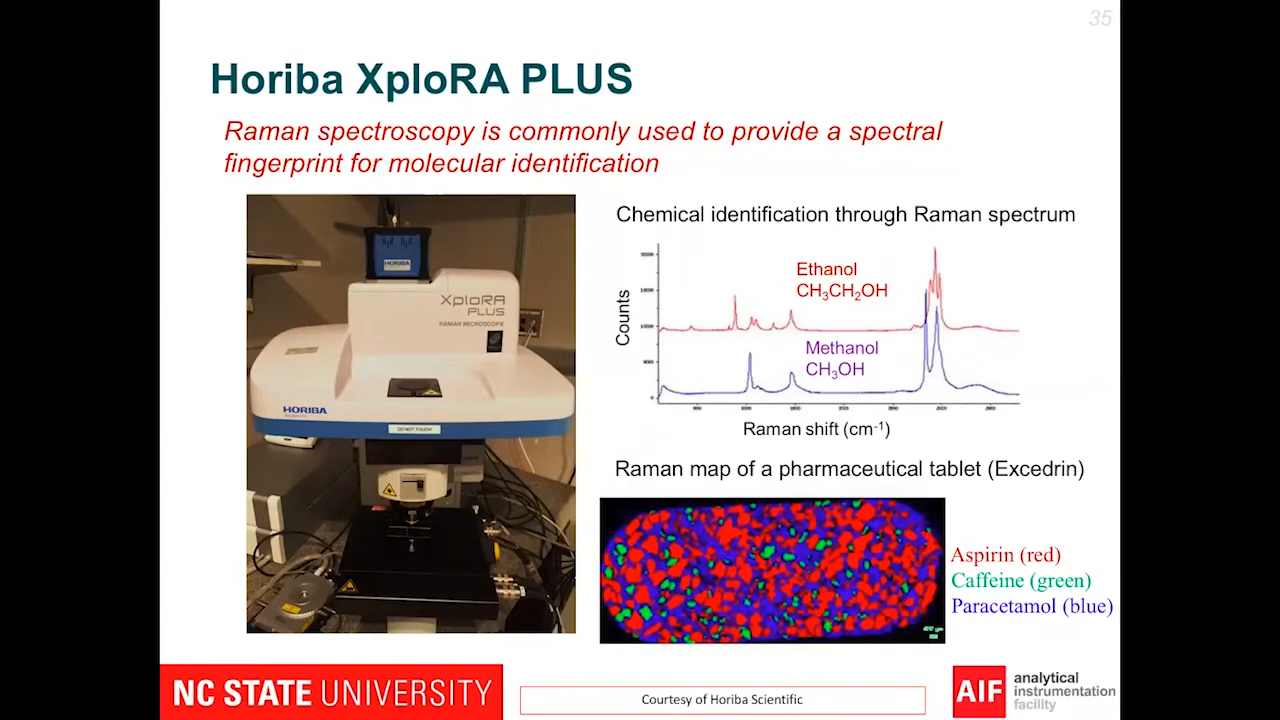 35
Horiba XploRA PLUS
Raman spectroscopy is commonly used to provide a spectral
fingerprint for molecular identification
HORIBA
XploRA
PLUS
RAMAN MICROSCOPE
HORIBA
DO NOT TOUCH!
Chemical identification through Raman spectrum
Counts
Ethanol
CH₃CH₂OH
Methanol
CH₃OH
Raman shift (cm⁻¹)
Raman map of a pharmaceutical tablet (Excedrin)
Aspirin (red)
Caffeine (green)
Paracetamol (blue)
NC STATE UNIVERSITY
Courtesy of Horiba Scientific
AIF
analytical
instrumentation
facility